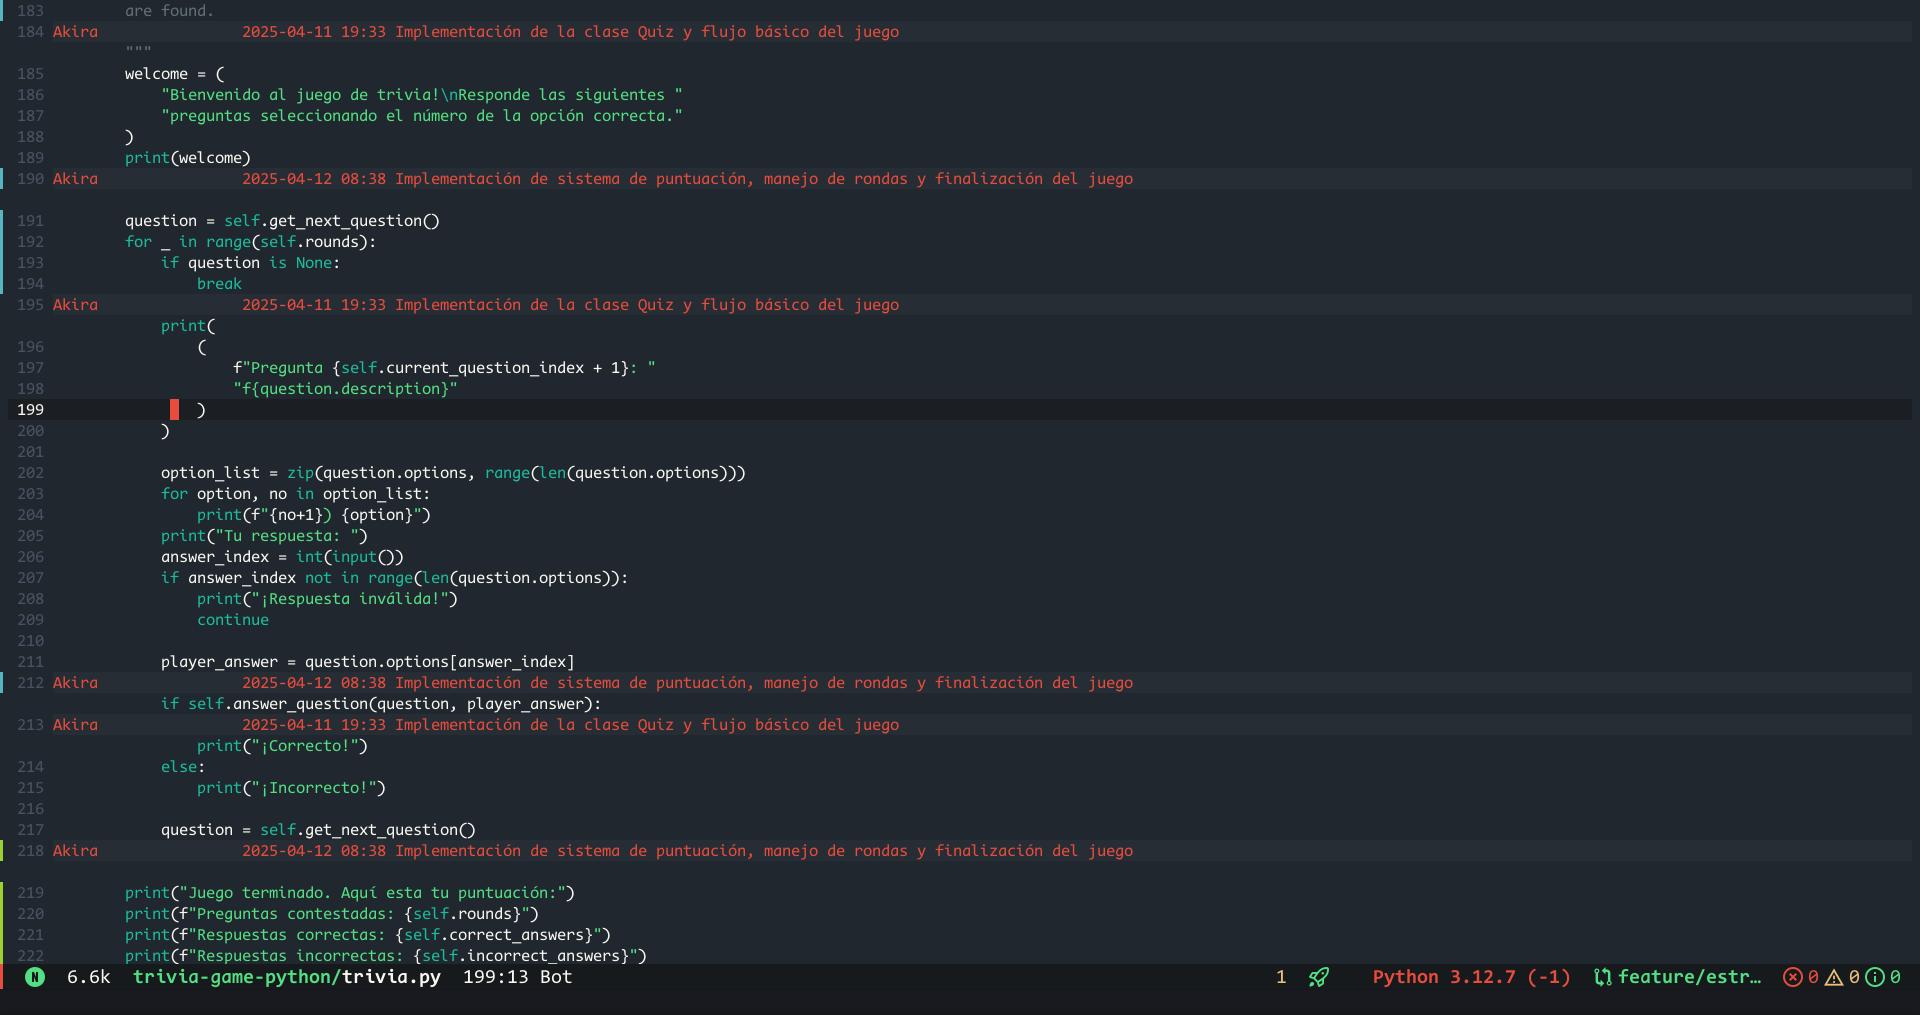 183         are found.
184 Akira                2025-04-11 19:33 Implementación de la clase Quiz y flujo básico del juego
            """
185         welcome = (
186             "Bienvenido al juego de trivia!\nResponde las siguientes "
187             "preguntas seleccionando el número de la opción correcta."
188         )
189         print(welcome)
190 Akira                2025-04-12 08:38 Implementación de sistema de puntuación, manejo de rondas y finalización del juego
191         question = self.get_next_question()
192         for _ in range(self.rounds):
193             if question is None:
194                 break
195 Akira                2025-04-11 19:33 Implementación de la clase Quiz y flujo básico del juego
                print(
196                 (
197                     f"Pregunta {self.current_question_index + 1}: "
198                     "f{question.description}"
199                 )
200             )
201
202             option_list = zip(question.options, range(len(question.options)))
203             for option, no in option_list:
204                 print(f"{no+1}) {option}")
205             print("Tu respuesta: ")
206             answer_index = int(input())
207             if answer_index not in range(len(question.options)):
208                 print("¡Respuesta inválida!")
209                 continue
210
211             player_answer = question.options[answer_index]
212 Akira                2025-04-12 08:38 Implementación de sistema de puntuación, manejo de rondas y finalización del juego
                if self.answer_question(question, player_answer):
213 Akira                2025-04-11 19:33 Implementación de la clase Quiz y flujo básico del juego
                    print("¡Correcto!")
214             else:
215                 print("¡Incorrecto!")
216
217             question = self.get_next_question()
218 Akira                2025-04-12 08:38 Implementación de sistema de puntuación, manejo de rondas y finalización del juego
219         print("Juego terminado. Aquí esta tu puntuación:")
220         print(f"Preguntas contestadas: {self.rounds}")
221         print(f"Respuestas correctas: {self.correct_answers}")
222         print(f"Respuestas incorrectas: {self.incorrect_answers}")
N 6.6k trivia-game-python/trivia.py 199:13 Bot 1 Python 3.12.7 (-1) feature/estr… 0 0 0